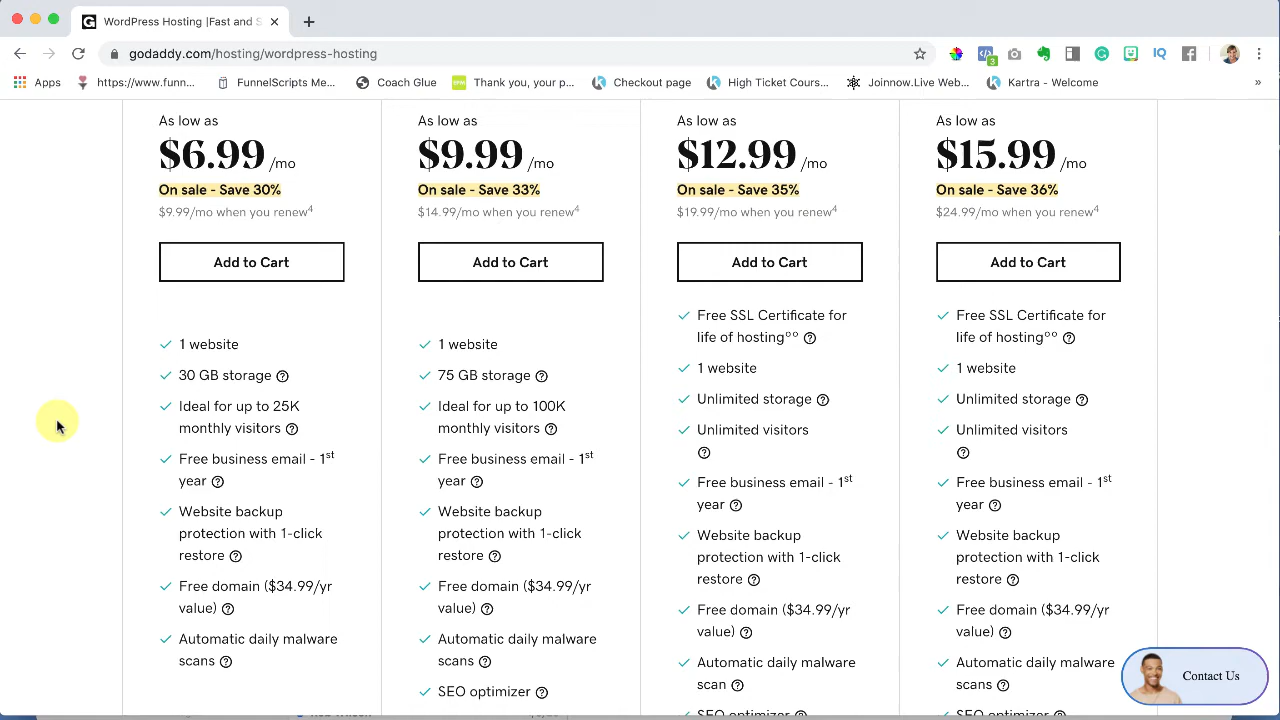 WordPress Hosting |Fast and S
godaddy.com/hosting/wordpress-hosting
3
Apps
https://www.funn...
FunnelScripts Me...
Coach Glue
Thank you, your p...
Checkout page
High Ticket Cours...
Joinnow.Live Web...
Kartra - Welcome
»
As low as
$6.99 /mo
On sale - Save 30%
$9.99/mo when you renew4
Add to Cart
1 website
30 GB storage
Ideal for up to 25K
monthly visitors
Free business email - 1st
year
Website backup
protection with 1-click
restore
Free domain ($34.99/yr
value)
Automatic daily malware
scans
As low as
$9.99 /mo
On sale - Save 33%
$14.99/mo when you renew4
Add to Cart
1 website
75 GB storage
Ideal for up to 100K
monthly visitors
Free business email - 1st
year
Website backup
protection with 1-click
restore
Free domain ($34.99/yr
value)
Automatic daily malware
scans
SEO optimizer
As low as
$12.99 /mo
On sale - Save 35%
$19.99/mo when you renew4
Add to Cart
Free SSL Certificate for
life of hosting°°
1 website
Unlimited storage
Unlimited visitors
Free business email - 1st
year
Website backup
protection with 1-click
restore
Free domain ($34.99/yr
value)
Automatic daily malware
scan
SEO optimizer
As low as
$15.99 /mo
On sale - Save 36%
$24.99/mo when you renew4
Add to Cart
Free SSL Certificate for
life of hosting°°
1 website
Unlimited storage
Unlimited visitors
Free business email - 1st
year
Website backup
protection with 1-click
restore
Free domain ($34.99/yr
value)
Automatic daily malware
scans
SEO optimizer
Contact Us